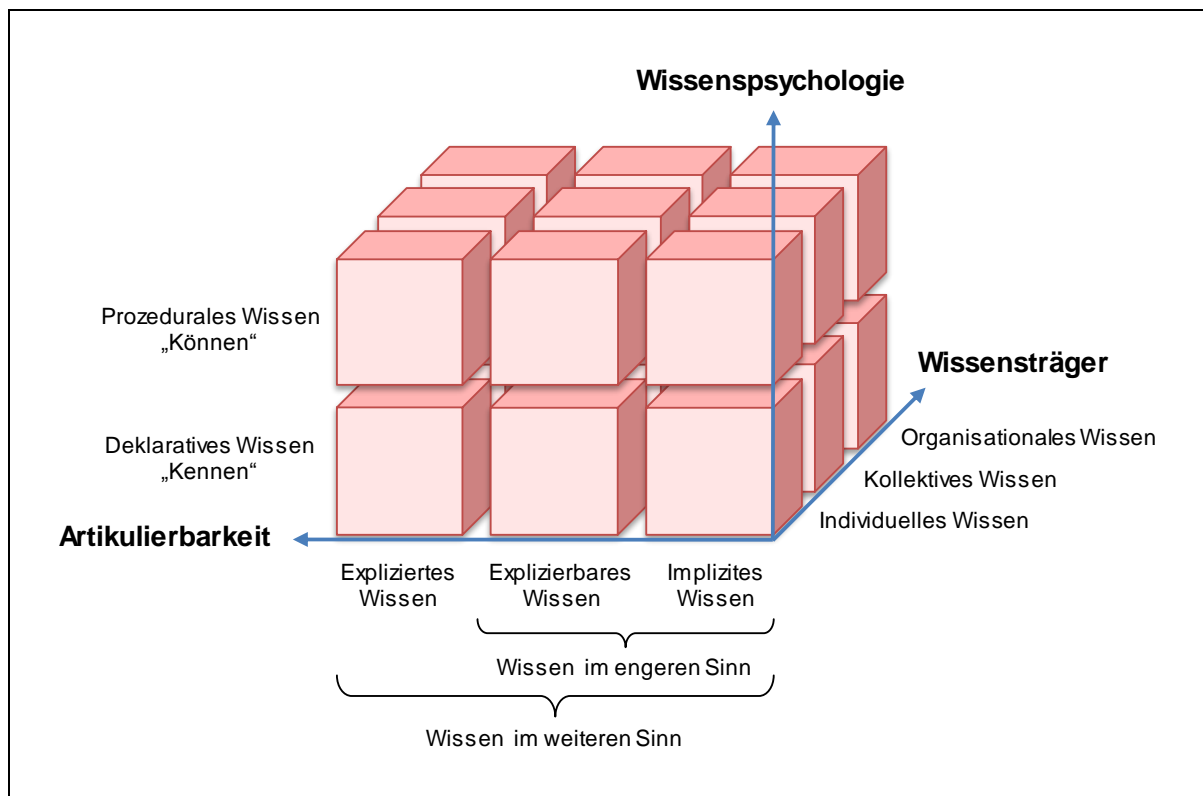 Wissenspsychologie
Prozedurales Wissen
„Können“
Wissensträger
Deklaratives Wissen
„Kennen“
Organisationales Wissen
Kollektives Wissen
Individuelles Wissen
Artikulierbarkeit
Expliziertes
Wissen
Explizierbares
Wissen
Implizites
Wissen
Wissen im engeren Sinn
Wissen im weiteren Sinn